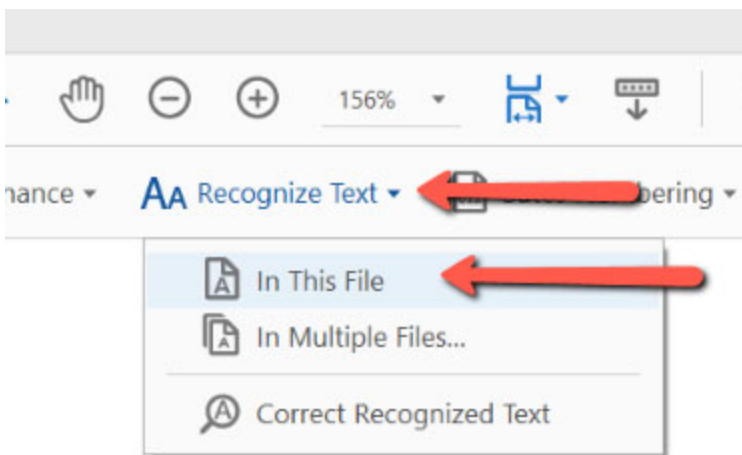 156%
Recognize Text
In This File
In Multiple Files...
Correct Recognized Text